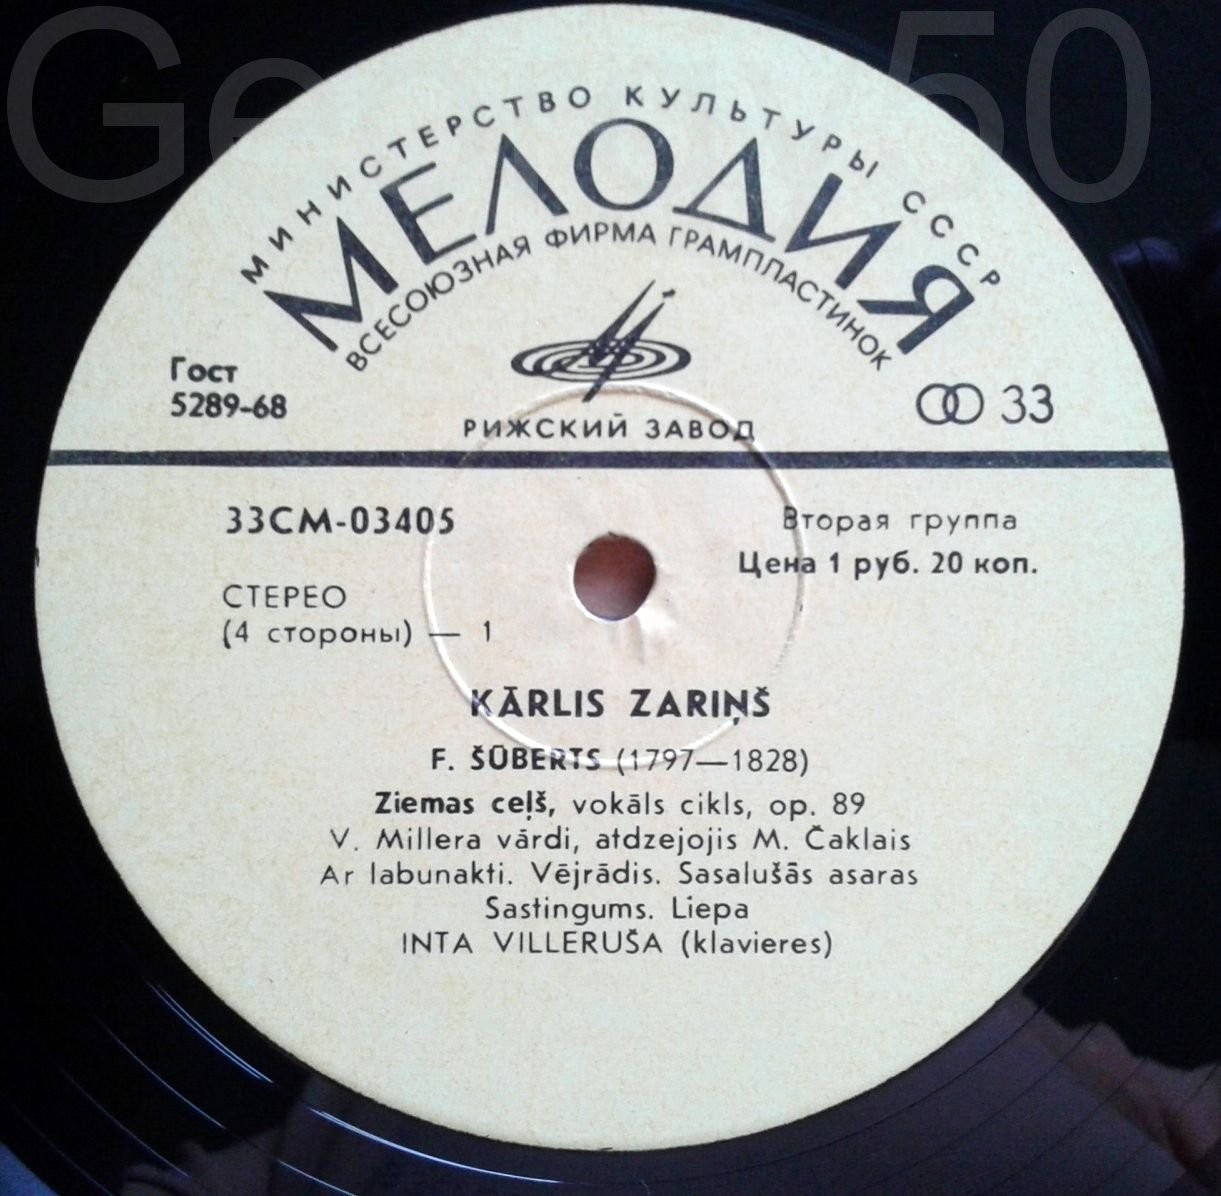 МИНИСТЕРСТВО КУЛЬТУРЫ СССР
МЕЛОДИЯ
ВСЕСОЮЗНАЯ ФИРМА ГРАМПЛАСТИНОК
Гост
5289-68
33
РИЖСКИЙ ЗАВОД
33СМ-03405
Вторая группа
Цена 1 руб. 20 коп.
СТЕРЕО
(4 стороны) — 1
KĀRLIS ZARIŅŠ
F. ŠŪBERTS (1797—1828)
Ziemas ceļš, vokāls cikls, op. 89
V. Millera vārdi, atdzejojis M. Čaklais
Ar labunakti. Vējrādis. Sasalušās asaras
Sastingums. Liepa
INTA VILLERUŠA (klavieres)